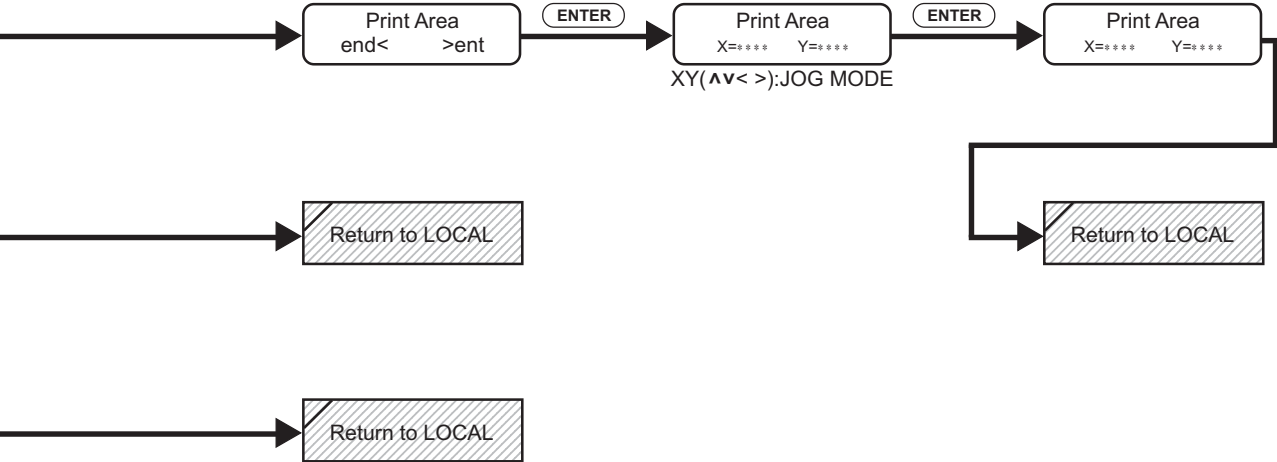 Print Area
end< >ent
ENTER
Print Area
X=**** Y=****
XY(∧∨< >):JOG MODE
ENTER
Print Area
X=**** Y=****
Return to LOCAL
Return to LOCAL
Return to LOCAL